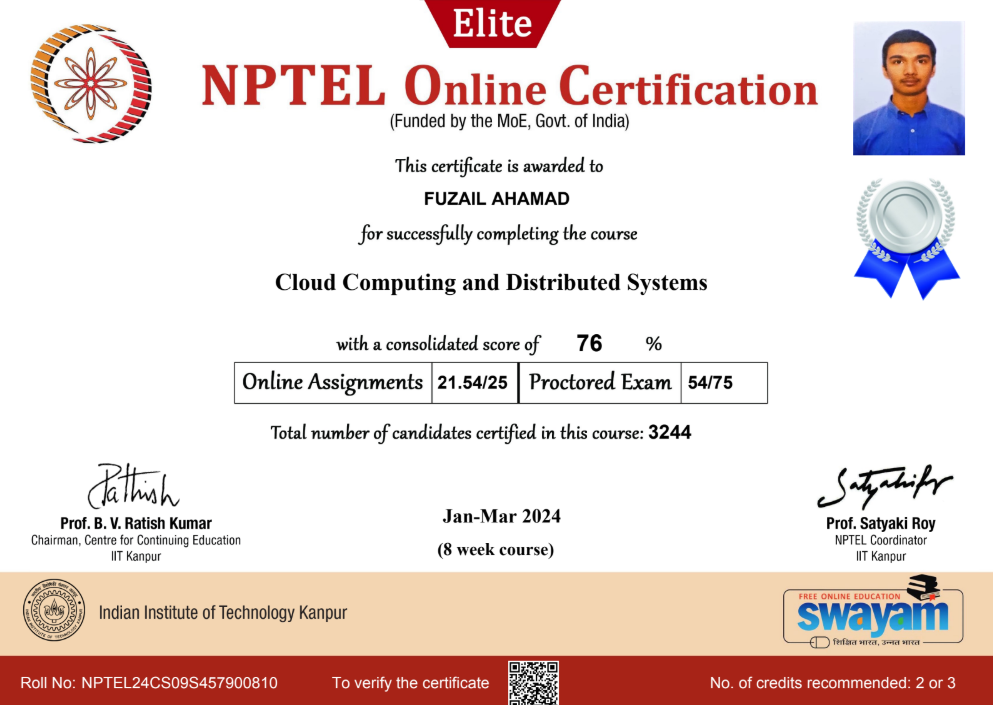 Elite
NPTEL Online Certification
(Funded by the MoE, Govt. of India)
This certificate is awarded to
FUZAIL AHAMAD
for successfully completing the course
Cloud Computing and Distributed Systems
with a consolidated score of 76 %
Online Assignments 21.54/25 Proctored Exam 54/75
Total number of candidates certified in this course: 3244
Prof. B. V. Ratish Kumar
Chairman, Centre for Continuing Education
IIT Kanpur
Jan-Mar 2024
(8 week course)
Prof. Satyaki Roy
NPTEL Coordinator
IIT Kanpur
Indian Institute of Technology Kanpur
FREE ONLINE EDUCATION
swayam
शिक्षित भारत, उन्नत भारत
Roll No: NPTEL24CS09S457900810
To verify the certificate
No. of credits recommended: 2 or 3